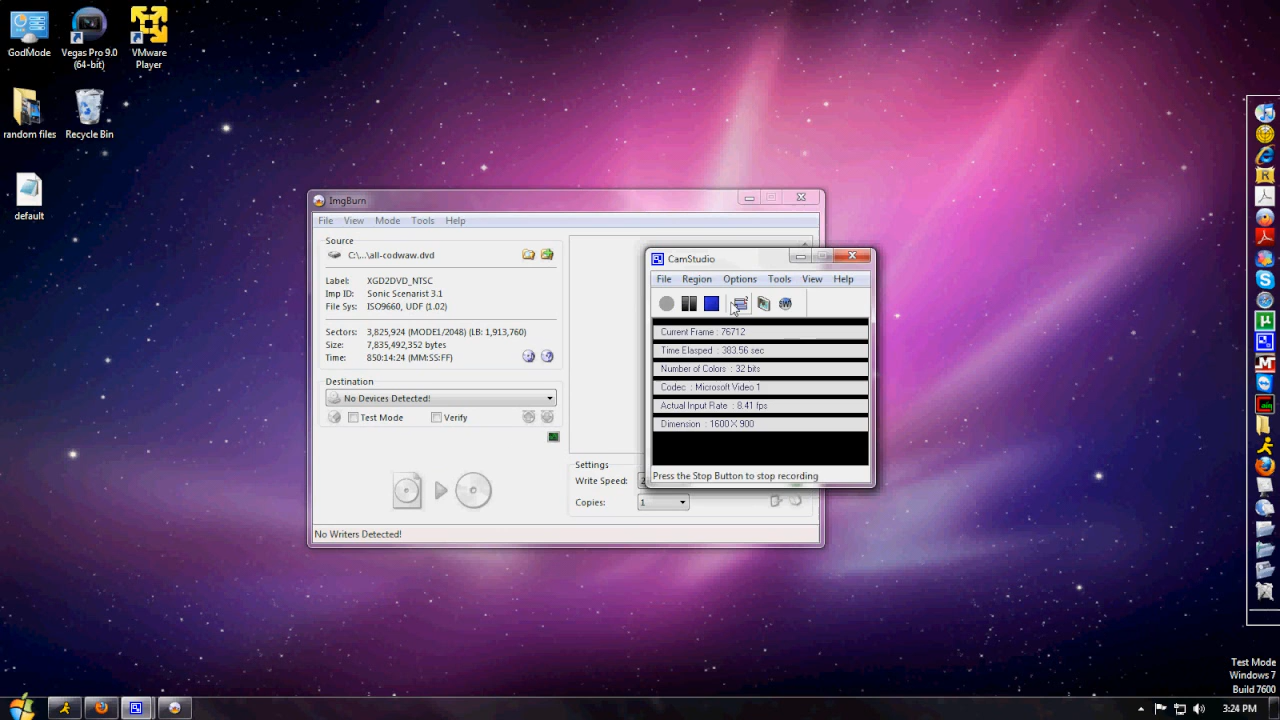 GodMode
Vegas Pro 9.0
(64-bit)
VMware
Player
random files
Recycle Bin
default
ImgBurn
File View Mode Tools Help
Source
C:\...\all-codwaw.dvd
Label: XGD2DVD_NTSC
Imp ID: Sonic Scenarist 3.1
File Sys: ISO9660, UDF (1.02)
Sectors: 3,825,924 (MODE1/2048) (LB: 1,913,760)
Size: 7,835,492,352 bytes
Time: 850:14:24 (MM:SS:FF)
Destination
No Devices Detected!
Test Mode Verify
Settings
Write Speed:
Copies: 1
No Writers Detected!
CamStudio
File Region Options Tools View Help
Current Frame : 76712
Time Elasped : 383.56 sec
Number of Colors : 32 bits
Codec : Microsoft Video 1
Actual Input Rate : 8.41 fps
Dimension : 1600 X 900
Press the Stop Button to stop recording
Test Mode
Windows 7
Build 7600
3:24 PM